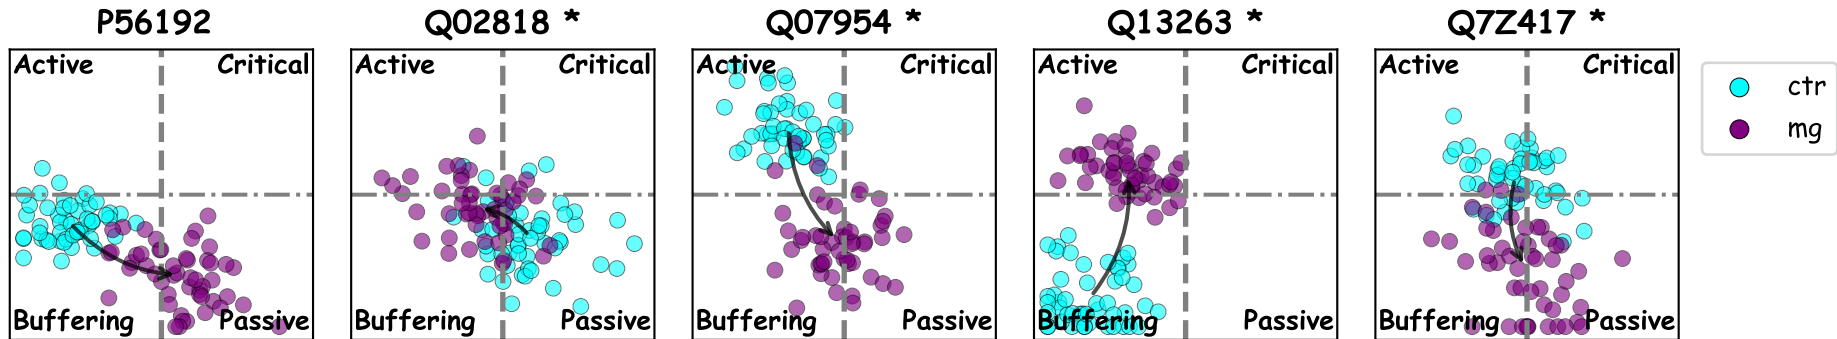 P56192
Q02818 *
Q07954 *
Q13263 *
Q7Z417 *
Active Critical
Buffering Passive
Active Critical
Buffering Passive
Active Critical
Buffering Passive
Active Critical
Buffering Passive
Active Critical
Buffering Passive
ctr
mg